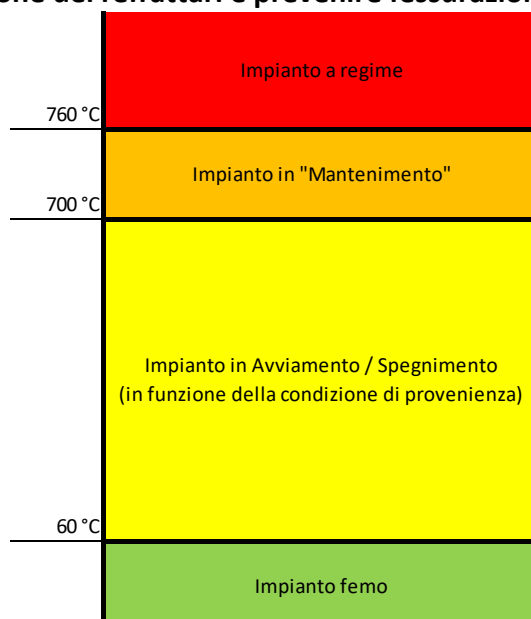 one dei refrattari e prevenire fessurazion
Impianto a regime
760 °C
Impianto in "Mantenimento"
700 °C
Impianto in Avviamento / Spegnimento
(in funzione della condizione di provenienza)
60 °C
Impianto femo